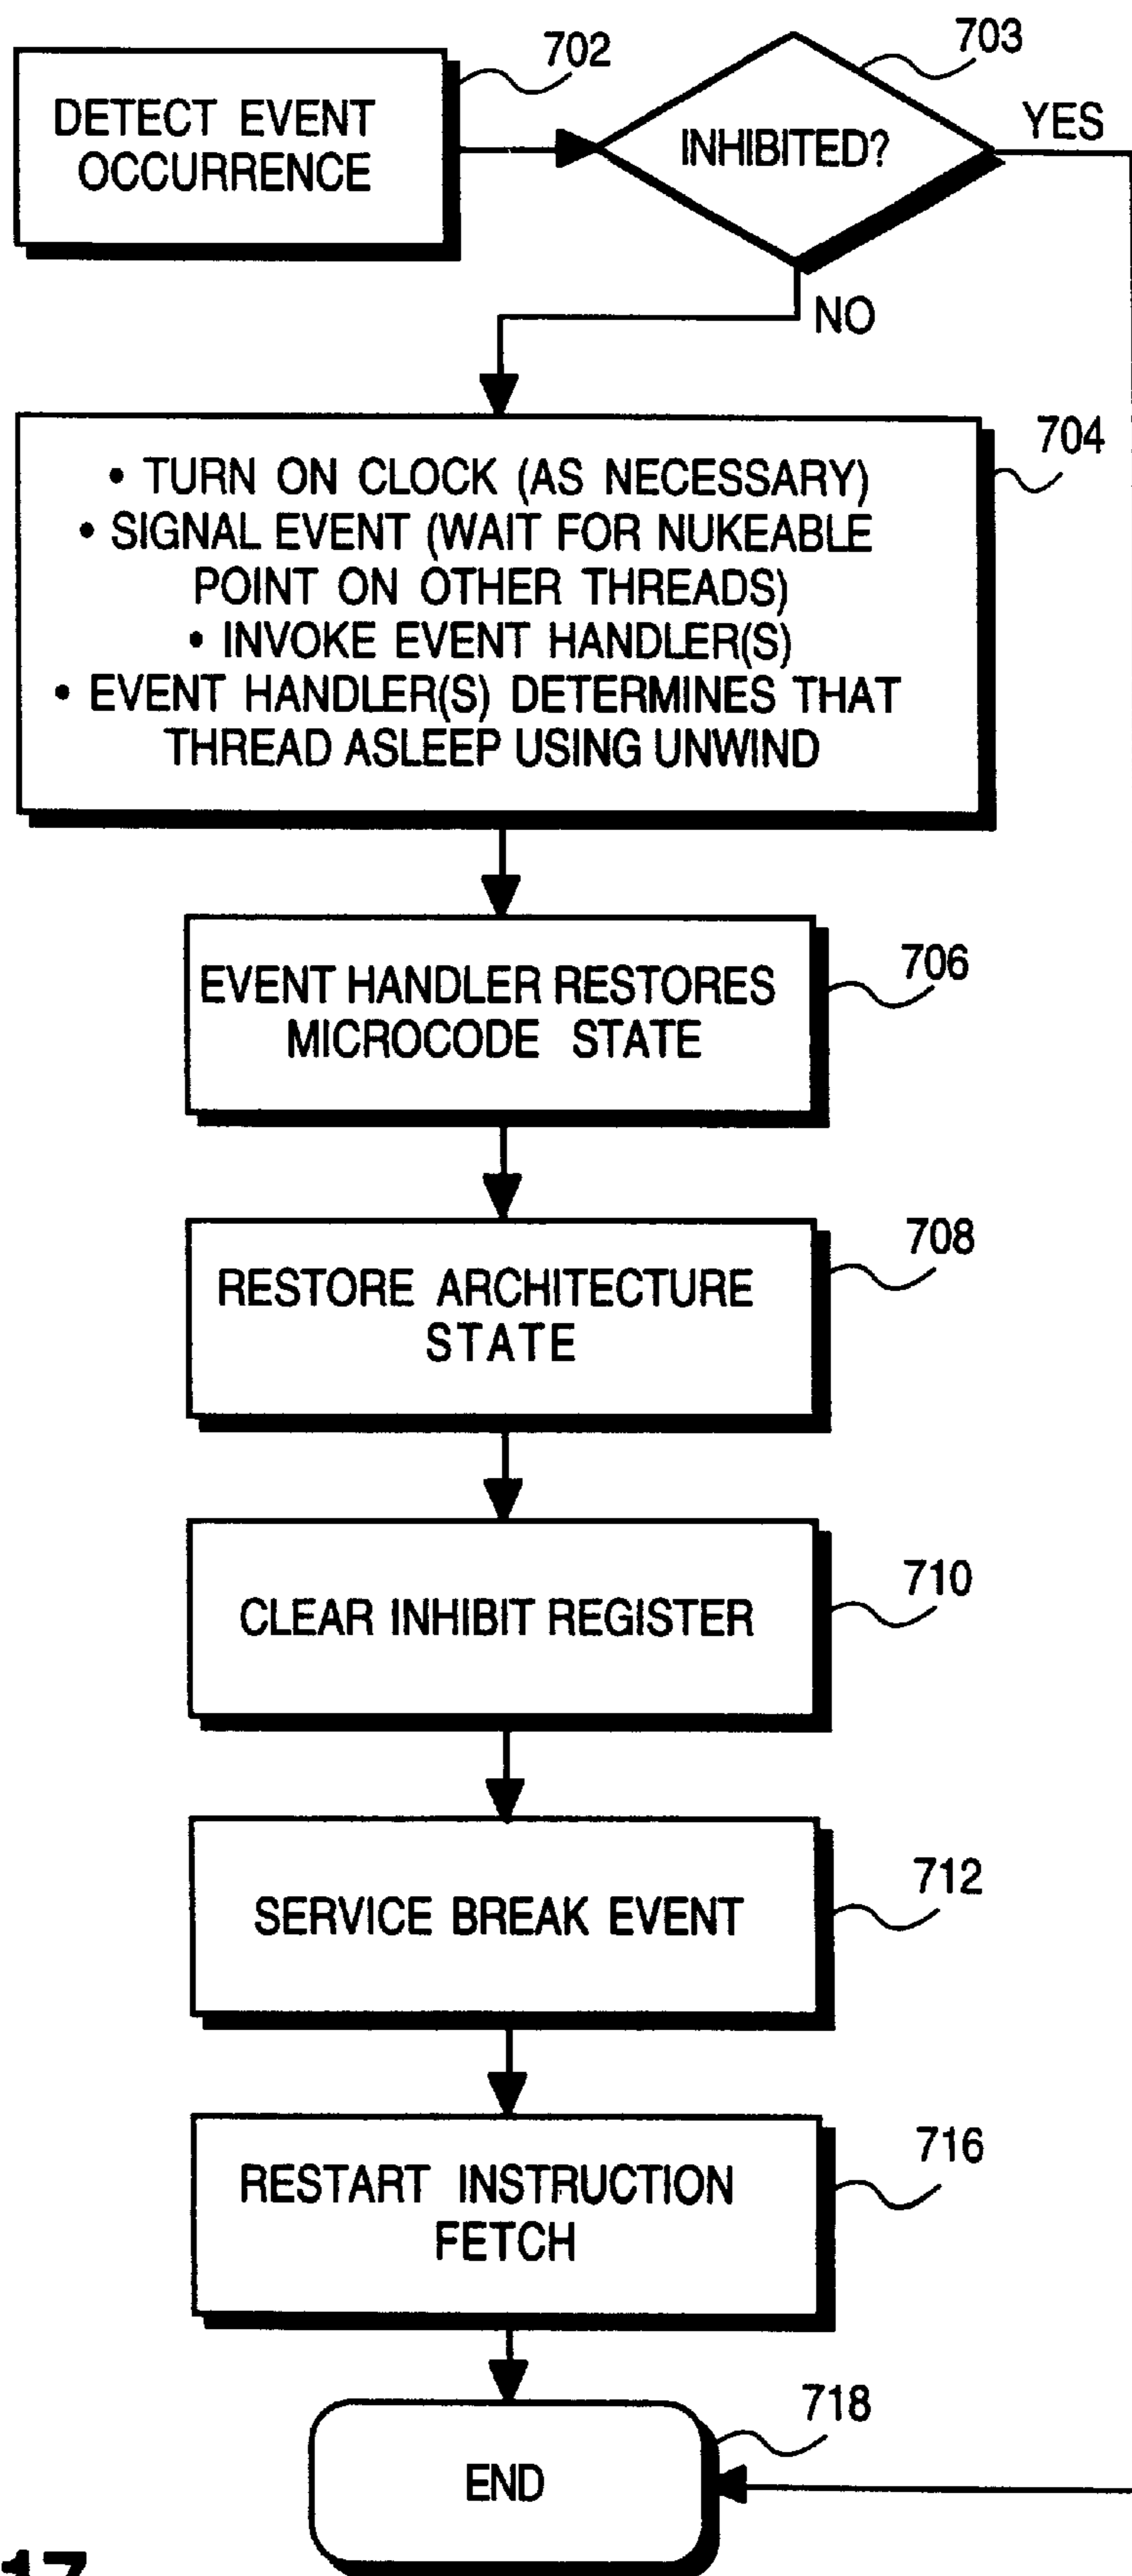 702
703
DETECT EVENT
OCCURRENCE
INHIBITED?
YES
NO
704
• TURN ON CLOCK (AS NECESSARY)
• SIGNAL EVENT (WAIT FOR NUKEABLE
POINT ON OTHER THREADS)
• INVOKE EVENT HANDLER(S)
• EVENT HANDLER(S) DETERMINES THAT
THREAD ASLEEP USING UNWIND
706
EVENT HANDLER RESTORES
MICROCODE STATE
708
RESTORE ARCHITECTURE
STATE
710
CLEAR INHIBIT REGISTER
712
SERVICE BREAK EVENT
716
RESTART INSTRUCTION
FETCH
718
END
17